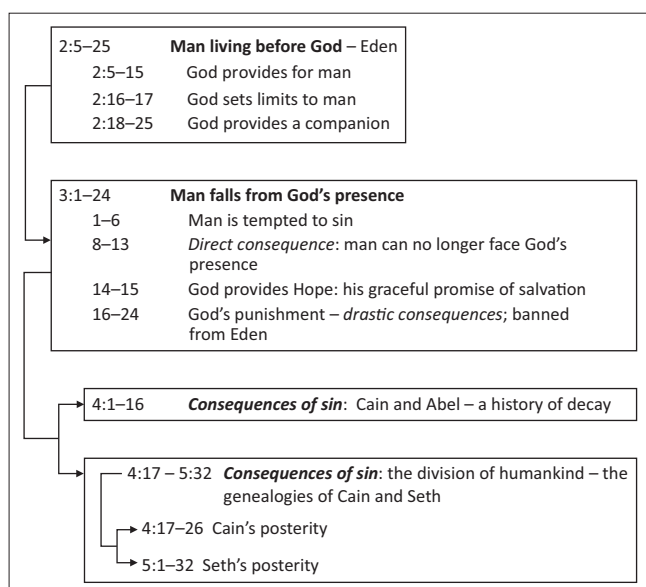 2:5–25 Man living before God – Eden
2:5–15 God provides for man
2:16–17 God sets limits to man
2:18–25 God provides a companion
3:1–24 Man falls from God’s presence
1–6 Man is tempted to sin
8–13 Direct consequence: man can no longer face God’s
presence
14–15 God provides Hope: his graceful promise of salvation
16–24 God’s punishment – drastic consequences; banned
from Eden
4:1–16 Consequences of sin: Cain and Abel – a history of decay
4:17 – 5:32 Consequences of sin: the division of humankind – the
genealogies of Cain and Seth
4:17–26 Cain’s posterity
5:1–32 Seth’s posterity